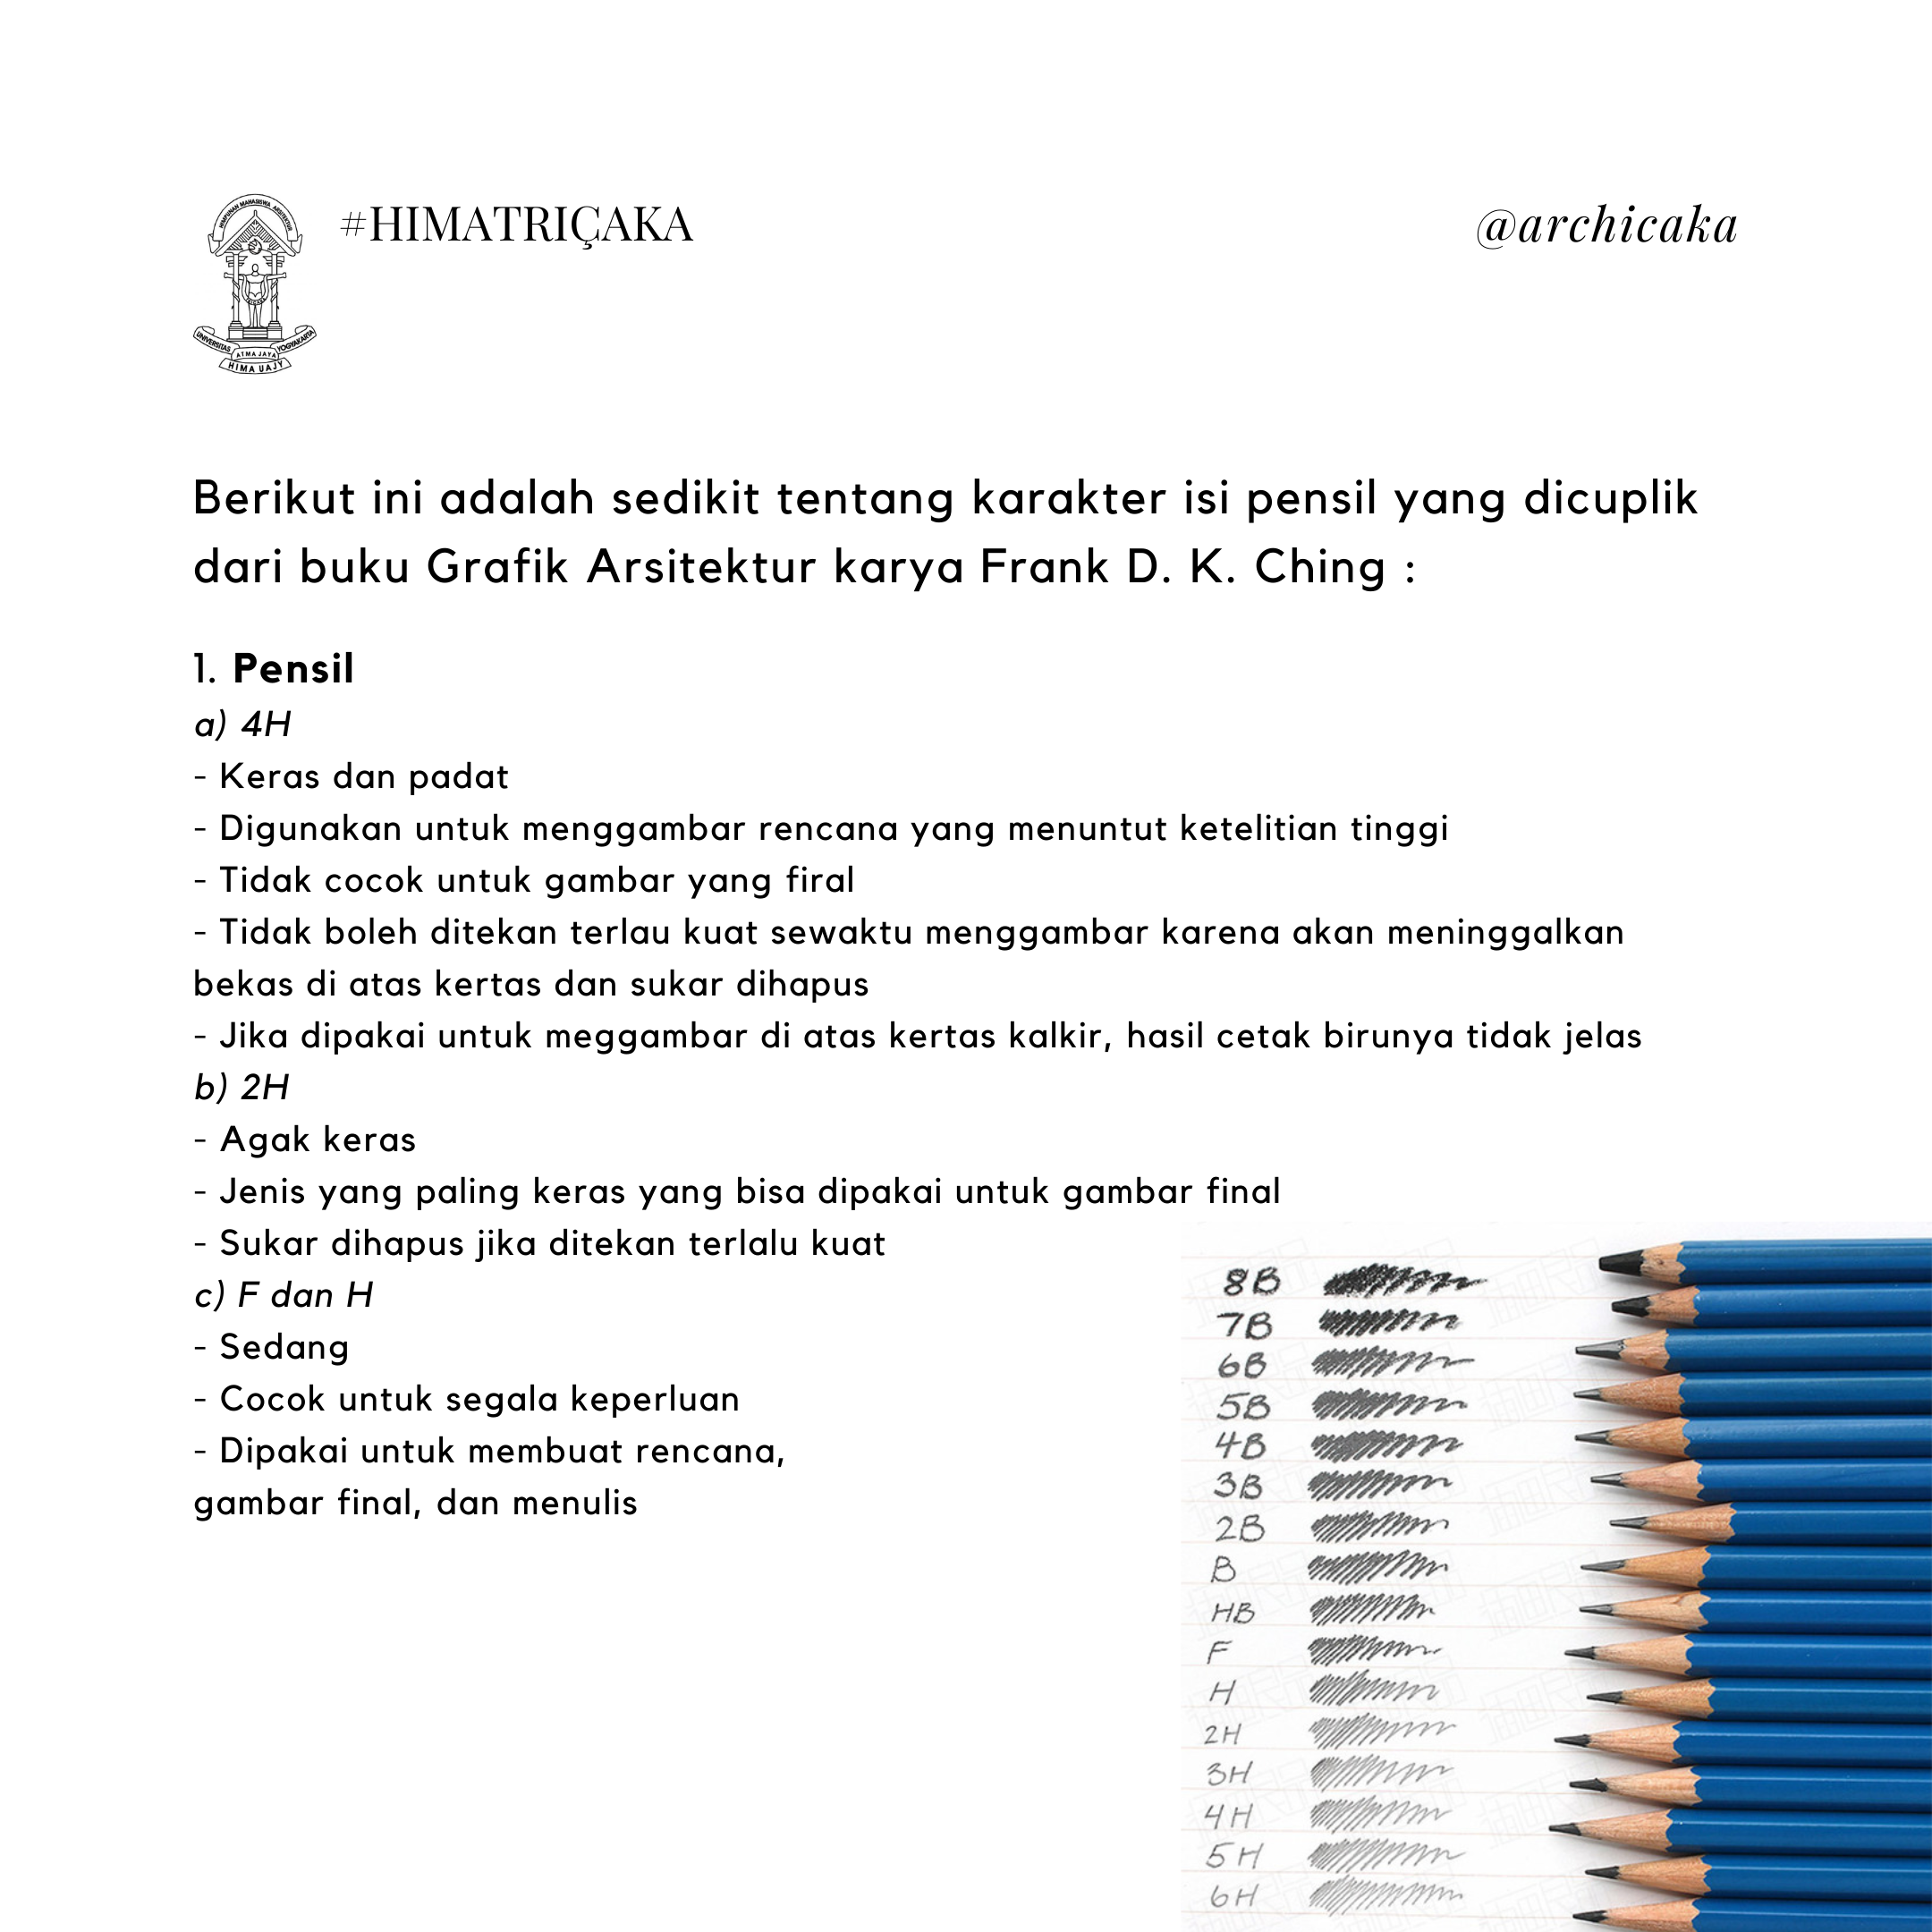 HIMPUNAN MAHASISWA ARSITEKTUR
UNIVERSITAS ATMA JAYA YOGYAKARTA
HIMA UAJY
#HIMATRIÇAKA
@archicaka
Berikut ini adalah sedikit tentang karakter isi pensil yang dicuplik
dari buku Grafik Arsitektur karya Frank D. K. Ching :
1. Pensil
a) 4H
- Keras dan padat
- Digunakan untuk menggambar rencana yang menuntut ketelitian tinggi
- Tidak cocok untuk gambar yang firal
- Tidak boleh ditekan terlau kuat sewaktu menggambar karena akan meninggalkan
bekas di atas kertas dan sukar dihapus
- Jika dipakai untuk meggambar di atas kertas kalkir, hasil cetak birunya tidak jelas
b) 2H
- Agak keras
- Jenis yang paling keras yang bisa dipakai untuk gambar final
- Sukar dihapus jika ditekan terlalu kuat
c) F dan H
- Sedang
- Cocok untuk segala keperluan
- Dipakai untuk membuat rencana,
gambar final, dan menulis
8B
7B
6B
5B
4B
3B
2B
B
HB
F
H
2H
3H
4H
5H
6H